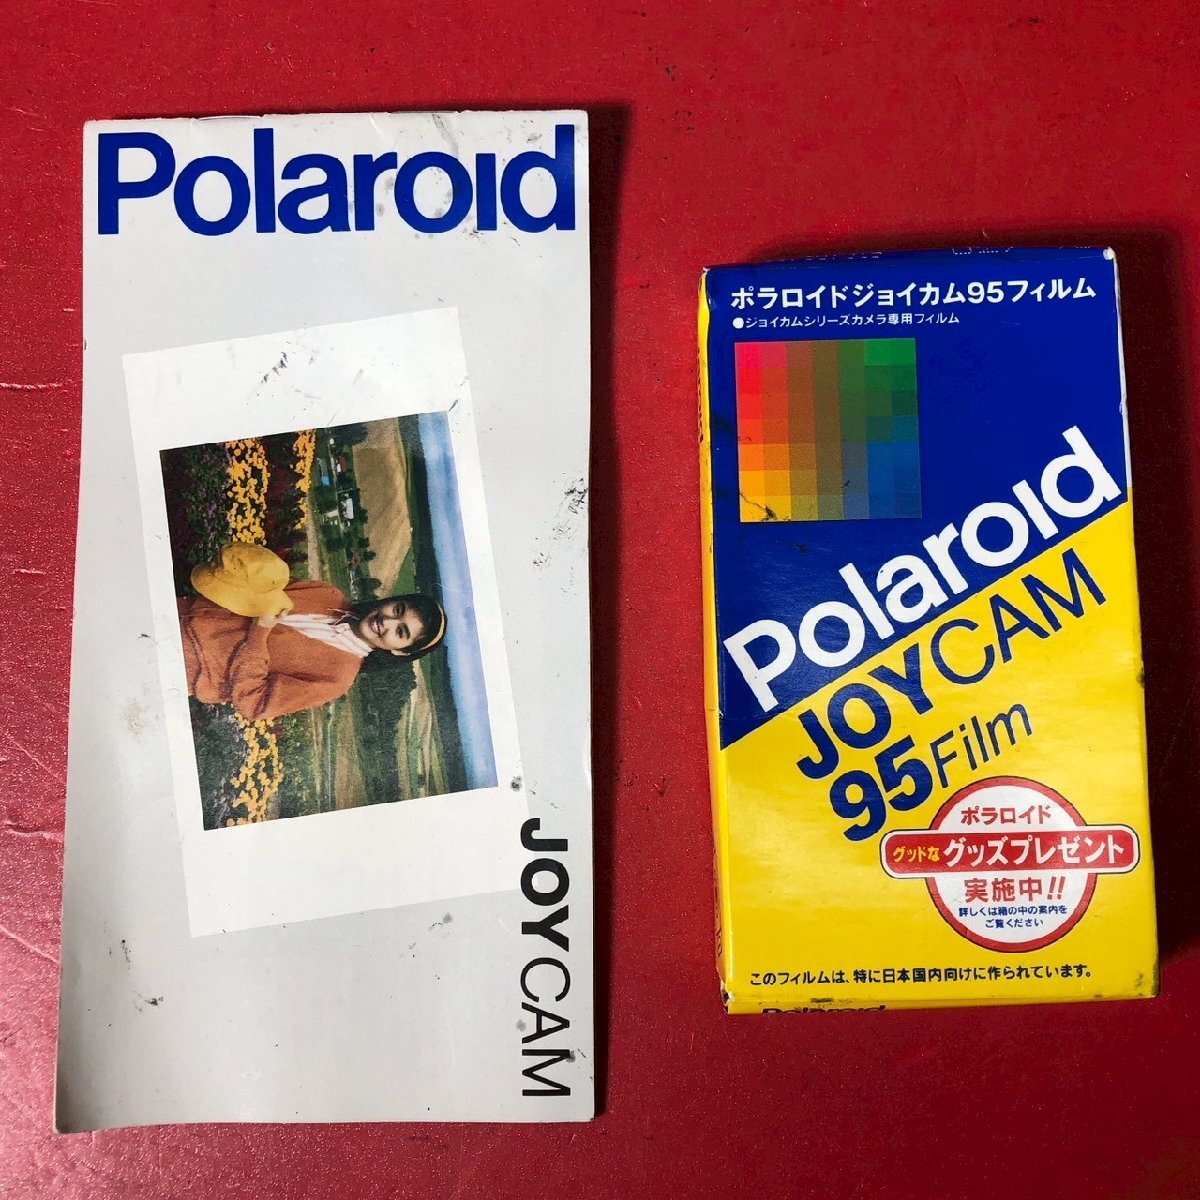 Polaroid
JOYCAM
ポラロイドジョイカム95フィルム
●ジョイカムシリーズカメラ専用フィルム
Polaroid
JOYCAM
95Film
ポラロイド
グッドなグッズプレゼント
実施中!!
詳しくは箱の中の案内を
ご覧ください
このフィルムは、特に日本国内向けに作られています。
Polaroid